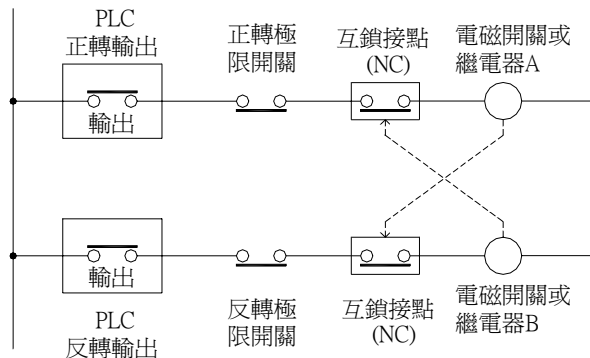 PLC
正轉輸出
正轉極
限開關
互鎖接點
(NC)
電磁開關或
繼電器A
輸出
輸出
PLC
反轉輸出
反轉極
限開關
互鎖接點
(NC)
電磁開關或
繼電器B